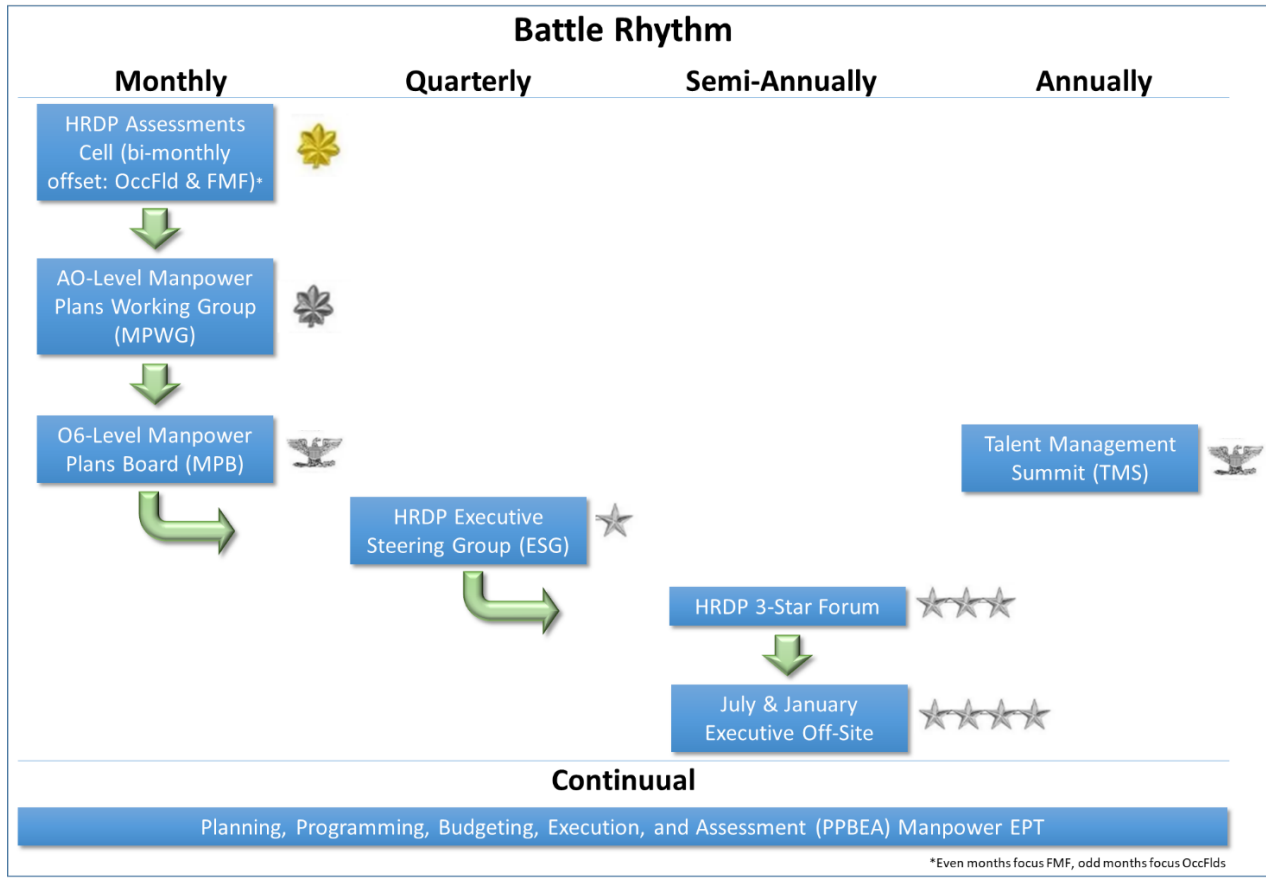 Battle Rhythm
Monthly
Quarterly
Semi-Annually
Annually
HRDP Assessments
Cell (bi-monthly
offset: OccFld & FMF)*
AO-Level Manpower
Plans Working Group
(MPWG)
O6-Level Manpower
Plans Board (MPB)
Talent Management
Summit (TMS)
HRDP Executive
Steering Group (ESG)
HRDP 3-Star Forum
July & January
Executive Off-Site
Continuual
Planning, Programming, Budgeting, Execution, and Assessment (PPBEA) Manpower EPT
*Even months focus FMF, odd months focus OccFlds